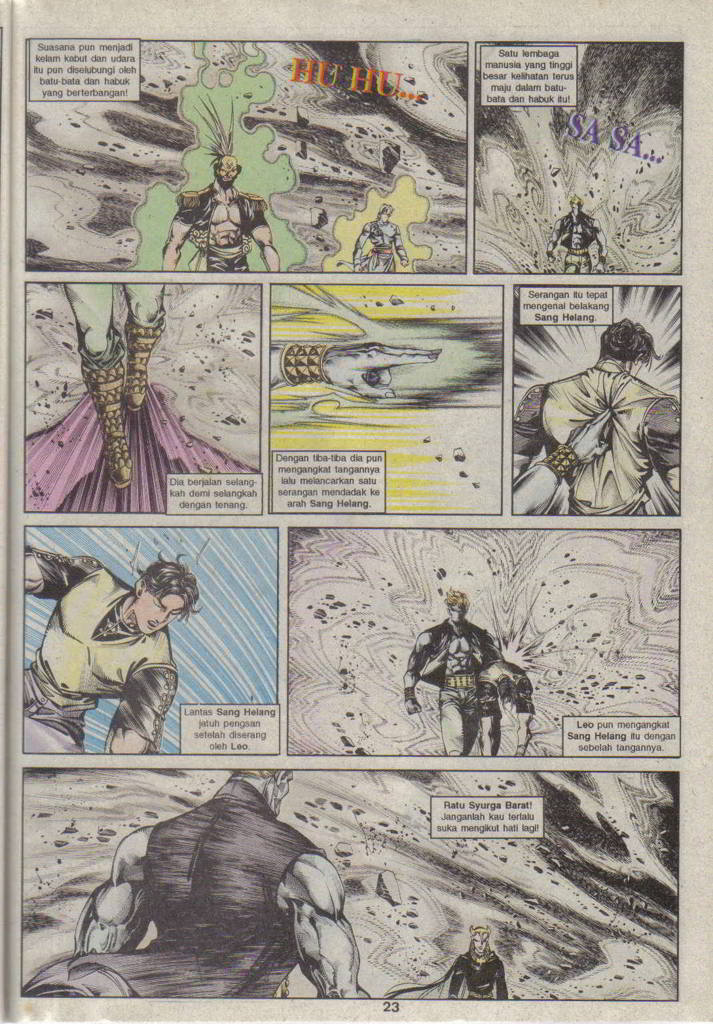 Suasana pun menjadi
kelam kabut dan udara
itu pun diselubungi oleh
batu-bata dan habuk
yang berterbangan!
HU HU...
Satu lembaga
manusia yang tinggi
besar kelihatan terus
maju dalam batu-
bata dan habuk itu!
SA SA...
Dia berjalan selang-
kah demi selangkah
dengan tenang.
Dengan tiba-tiba dia pun
mengangkat tangannya
lalu melancarkan satu
serangan mendadak ke
arah Sang Helang.
Serangan itu tepat
mengenai belakang
Sang Helang.
Lantas Sang Helang
jatuh pengsan
setelah diserang
oleh Leo.
Leo pun mengangkat
Sang Helang itu dengan
sebelah tangannya.
Ratu Syurga Barat!
Janganlah kau terlalu
suka mengikut hati lagi!
23